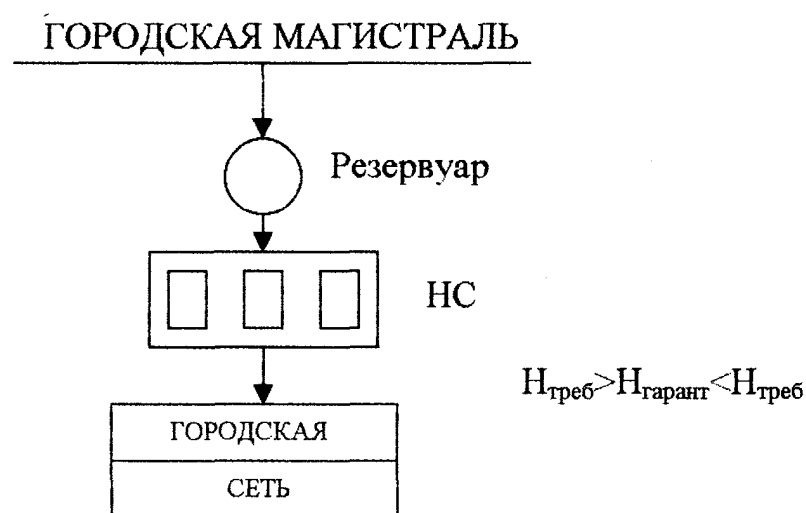 ГОРОДСКАЯ МАГИСТРАЛЬ
Резервуар
НС
Hтреб>Hгарант<Hтреб
ГОРОДСКАЯ
СЕТЬ